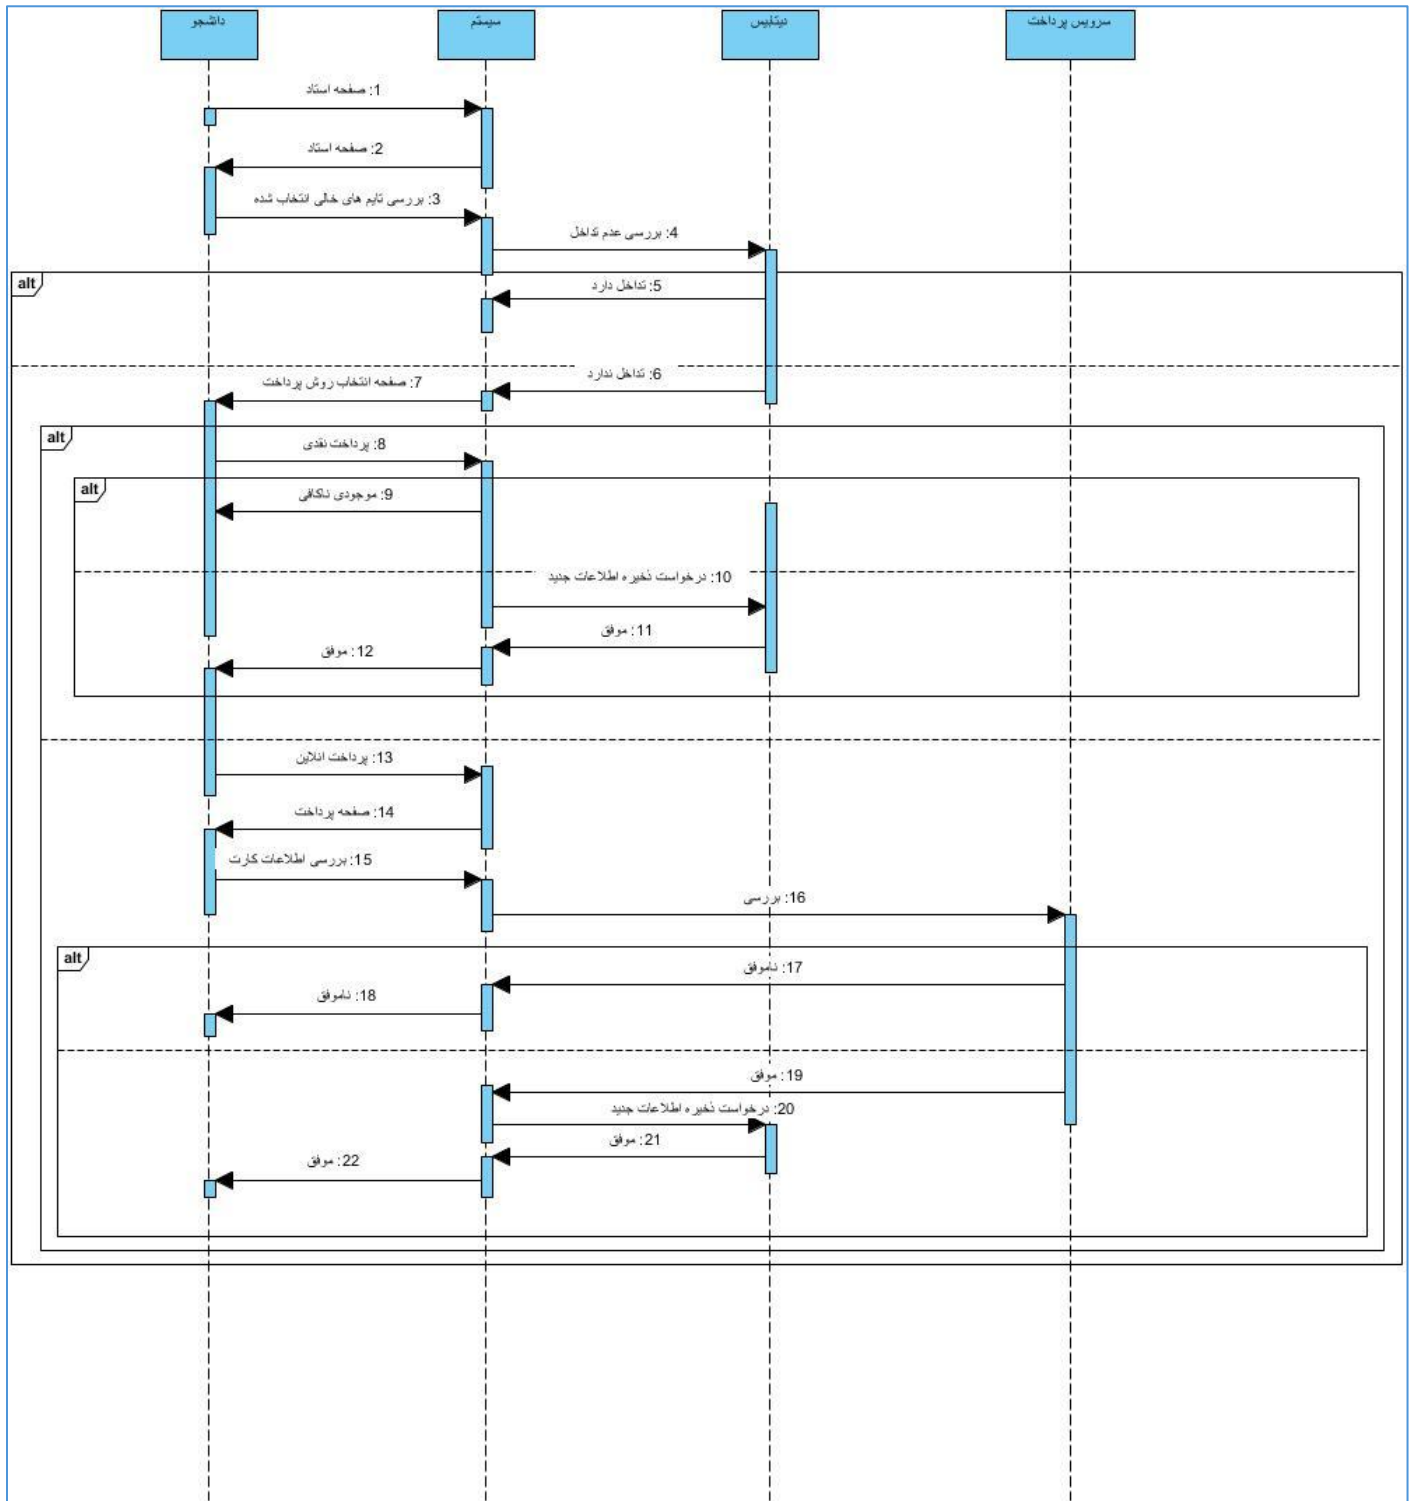 دانشجو
سیستم
دیتابیس
سرویس پرداخت
1: صفحه استاد
2: صفحه استاد
3: بررسی تایم های خالی انتخاب شده
4: بررسی عدم تداخل
alt
5: تداخل دارد
6: تداخل ندارد
7: صفحه انتخاب روش پرداخت
alt
8: پرداخت نقدی
alt
9: موجودی ناکافی
10: درخواست ذخیره اطلاعات جدید
11: موفق
12: موفق
13: پرداخت انلاین
14: صفحه پرداخت
15: بررسی اطلاعات کارت
16: بررسی
alt
17: ناموفق
18: ناموفق
19: موفق
20: درخواست ذخیره اطلاعات جدید
21: موفق
22: موفق